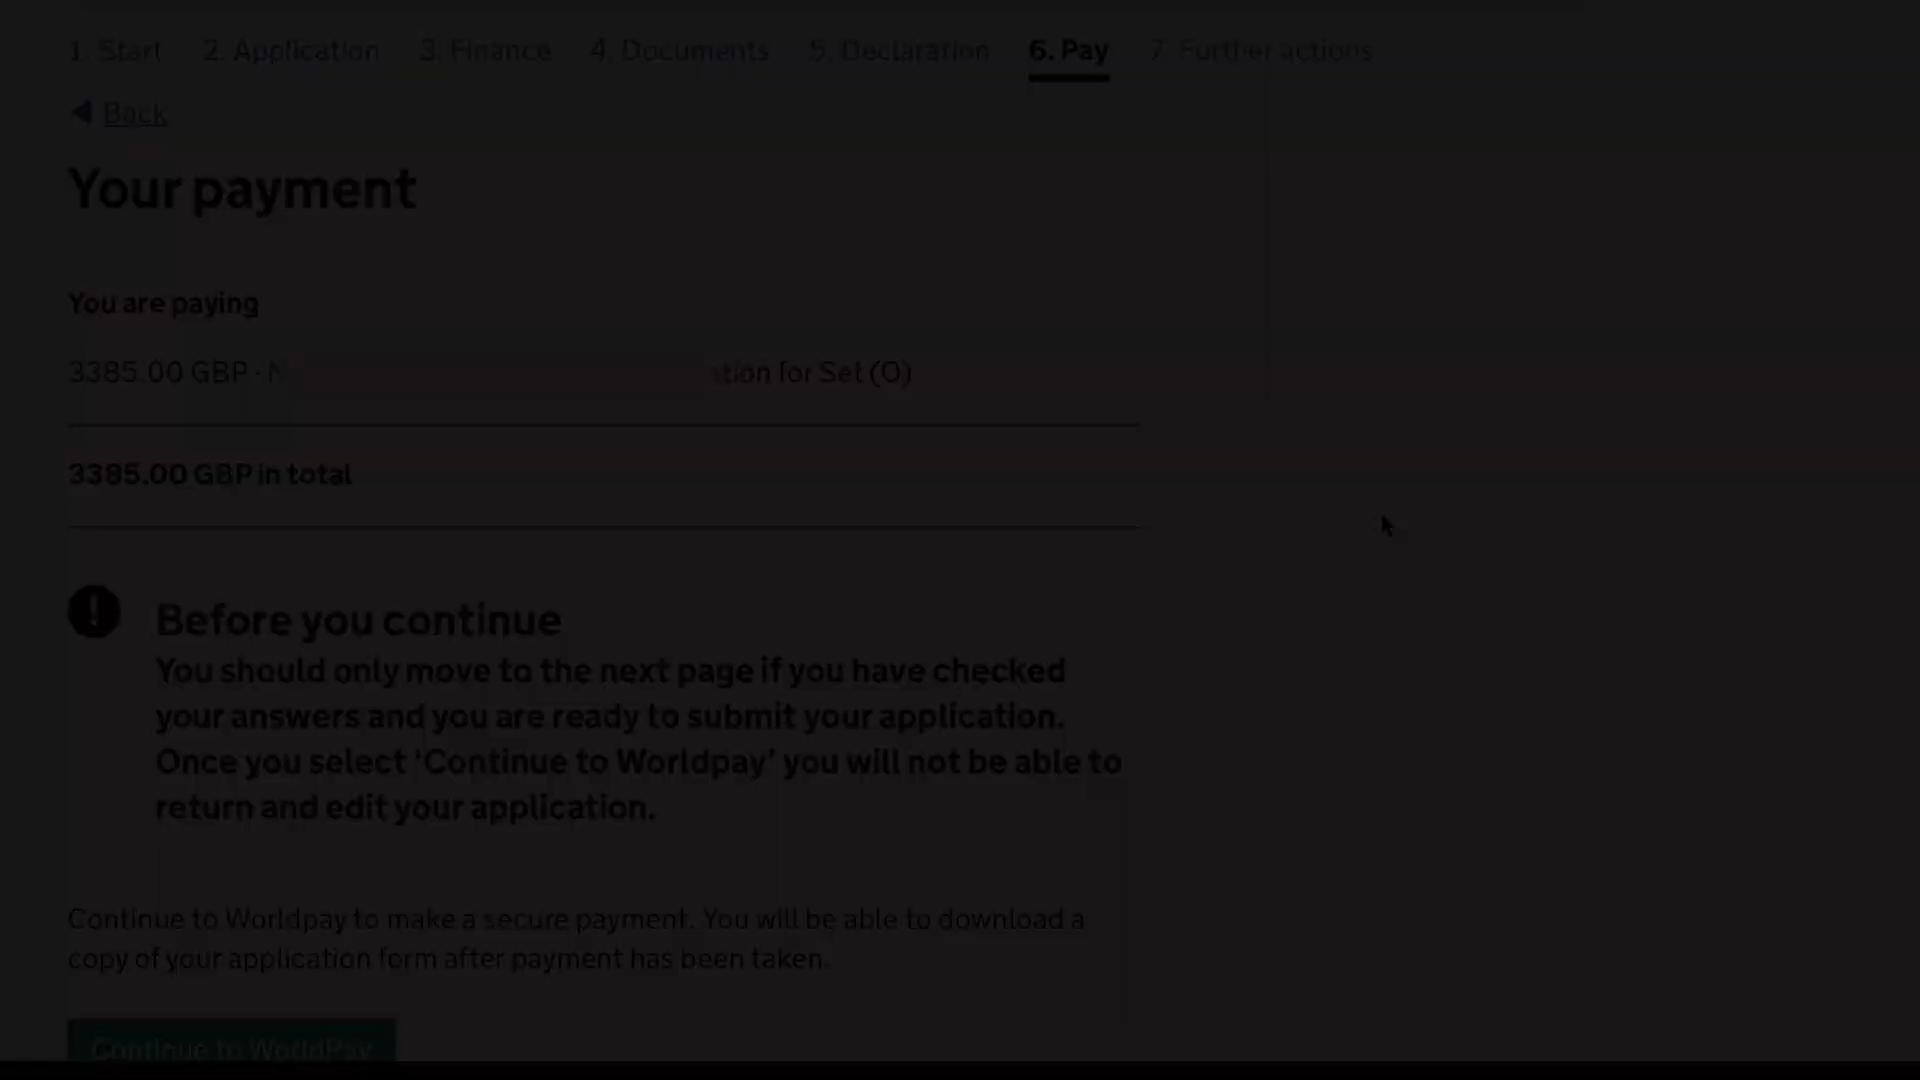 1. Start 2. Application 3. Finance 4. Documents 5. Declaration 6. Pay 7. Further actions
Back
Your payment
You are paying
3385.00 GBP - for Set (O)
3385.00 GBP in total
Before you continue
You should only move to the next page if you have checked
your answers and you are ready to submit your application.
Once you select ‘Continue to Worldpay’ you will not be able to
return and edit your application.
Continue to Worldpay to make a secure payment. You will be able to download a
copy of your application form after payment has been taken.
Continue to WorldPay